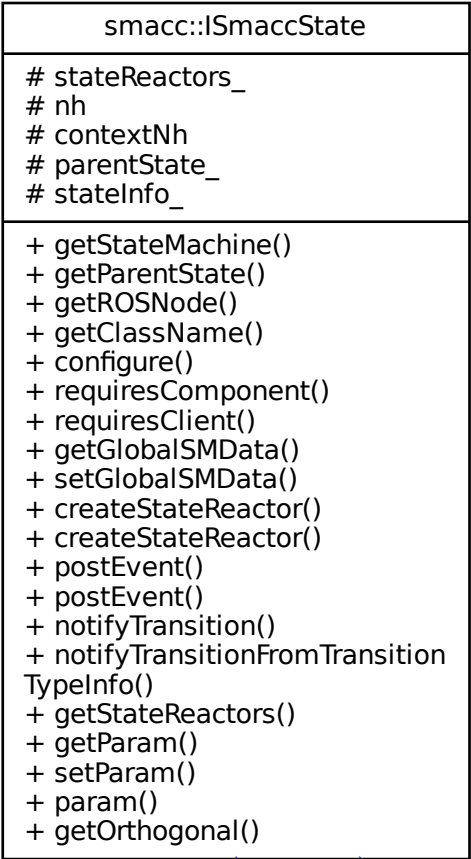 smacc::ISmaccState
# stateReactors_
# nh
# contextNh
# parentState_
# stateInfo_
+ getStateMachine()
+ getParentState()
+ getROSNode()
+ getClassName()
+ configure()
+ requiresComponent()
+ requiresClient()
+ getGlobalSMData()
+ setGlobalSMData()
+ createStateReactor()
+ createStateReactor()
+ postEvent()
+ postEvent()
+ notifyTransition()
+ notifyTransitionFromTransition
TypeInfo()
+ getStateReactors()
+ getParam()
+ setParam()
+ param()
+ getOrthogonal()